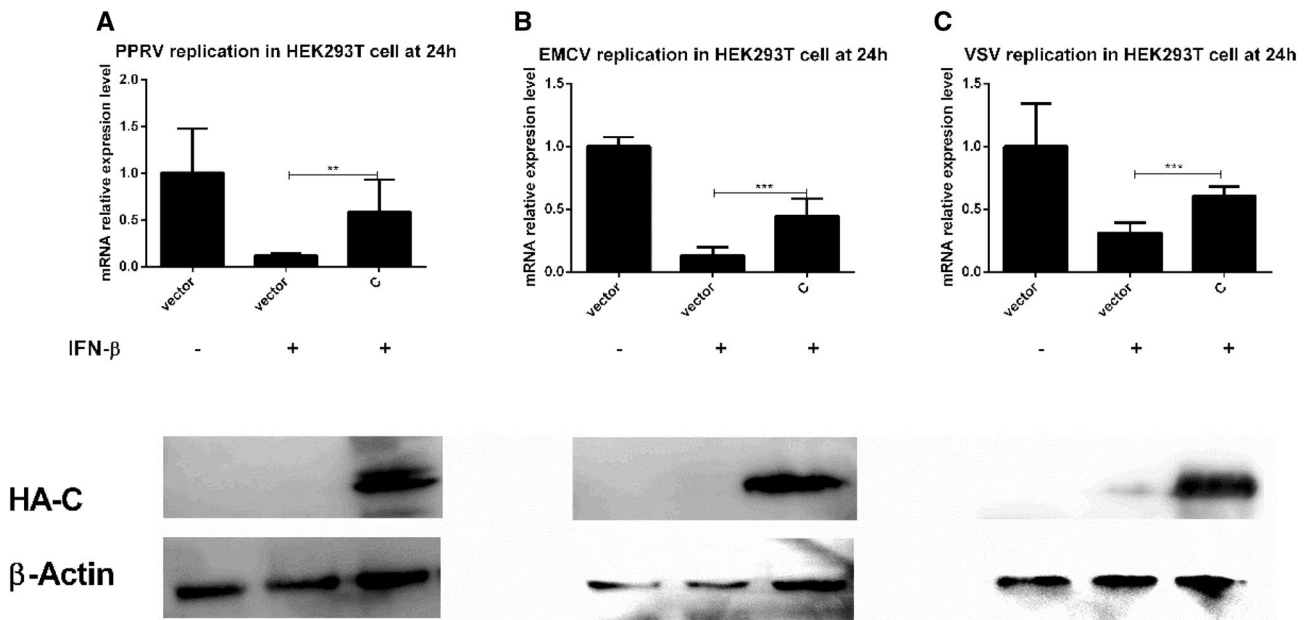 A
PPRV replication in HEK293T cell at 24h
mRNA relative expression level
2.0
1.5
1.0
0.5
0.0
**
vector
vector
C
B
EMCV replication in HEK293T cell at 24h
mRNA relative expresion level
1.5
1.0
0.5
0.0
***
vector
vector
C
C
VSV replication in HEK293T cell at 24h
mRNA relative expresion level
1.5
1.0
0.5
0.0
***
vector
vector
C
IFN-β - + + - + + - + +
HA-C
β-Actin